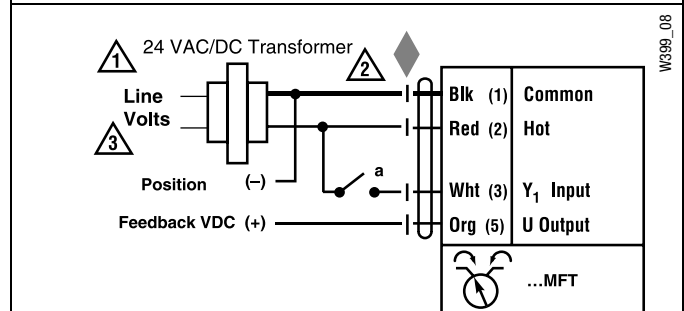 W399_08
1 24 VAC/DC Transformer 2
Line
Volts
3
Blk (1) Common
Red (2) Hot
a
Position (–)
Wht (3) Y1 Input
Feedback VDC (+)
Org (5) U Output
...MFT